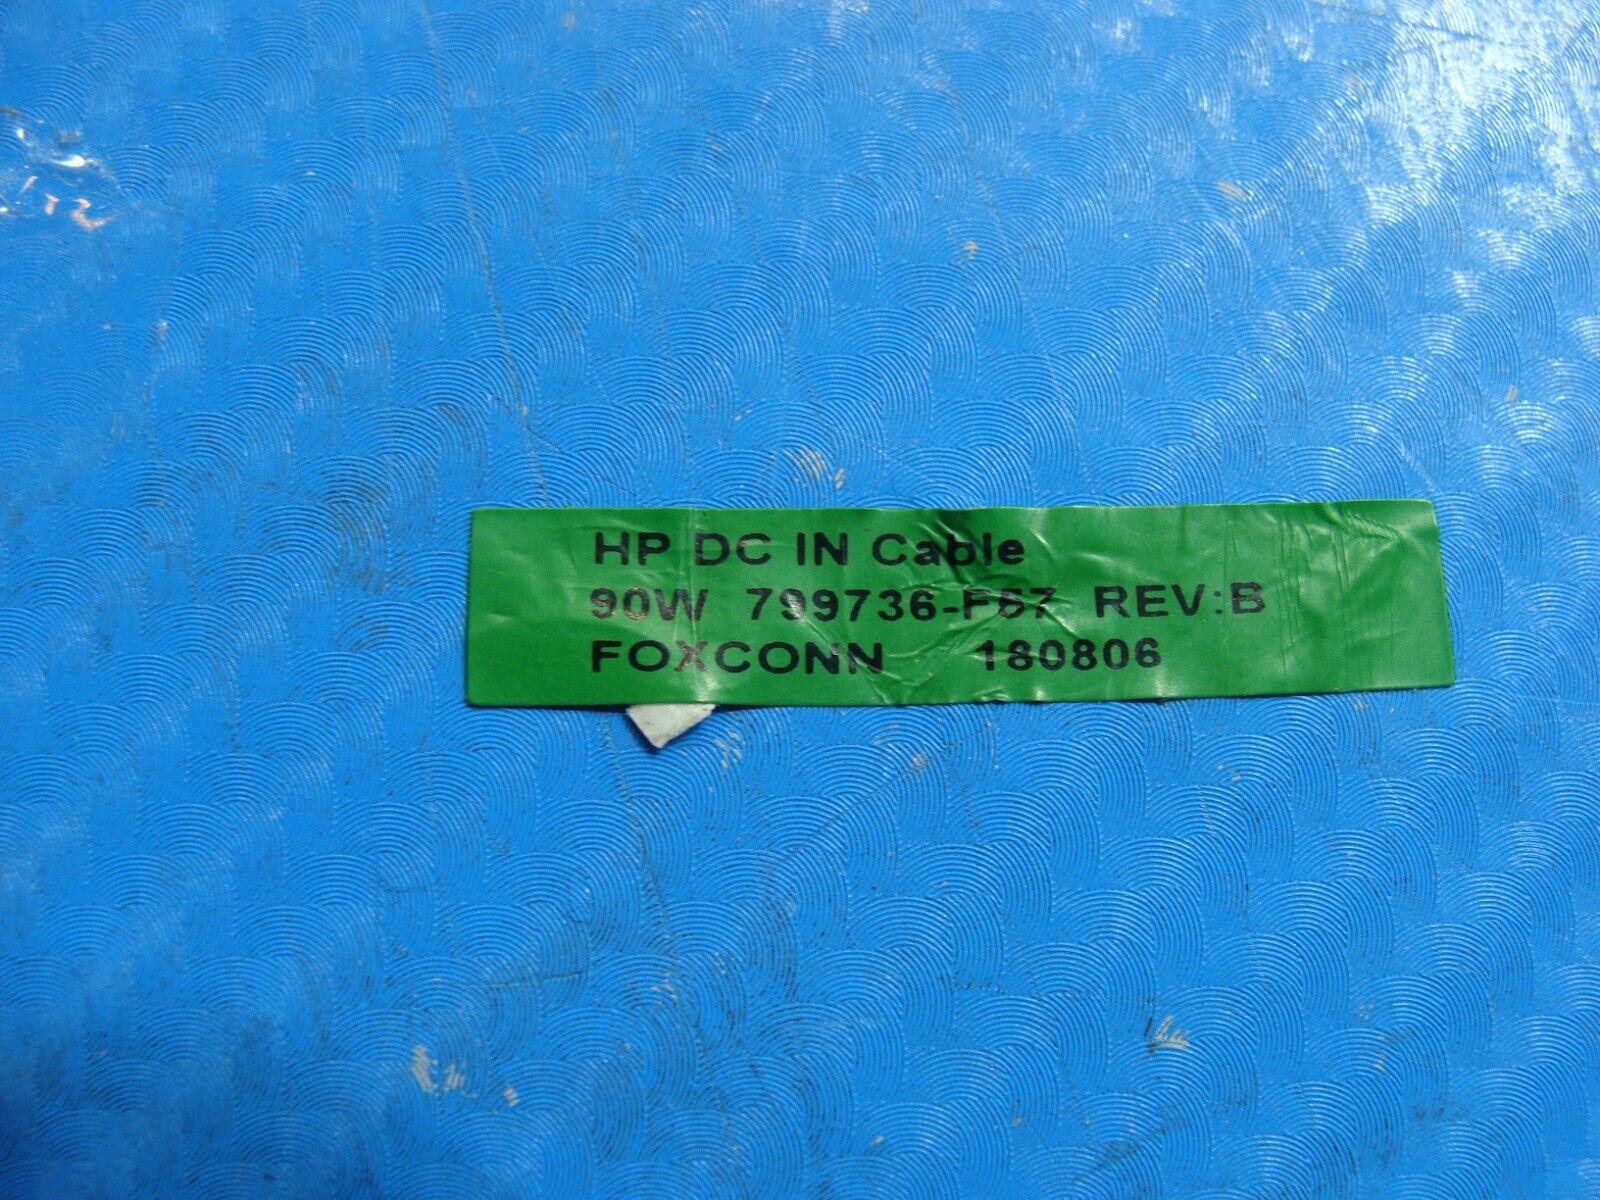 HP DC IN Cable
90W 799736-F57 REV:B
FOXCONN 180806